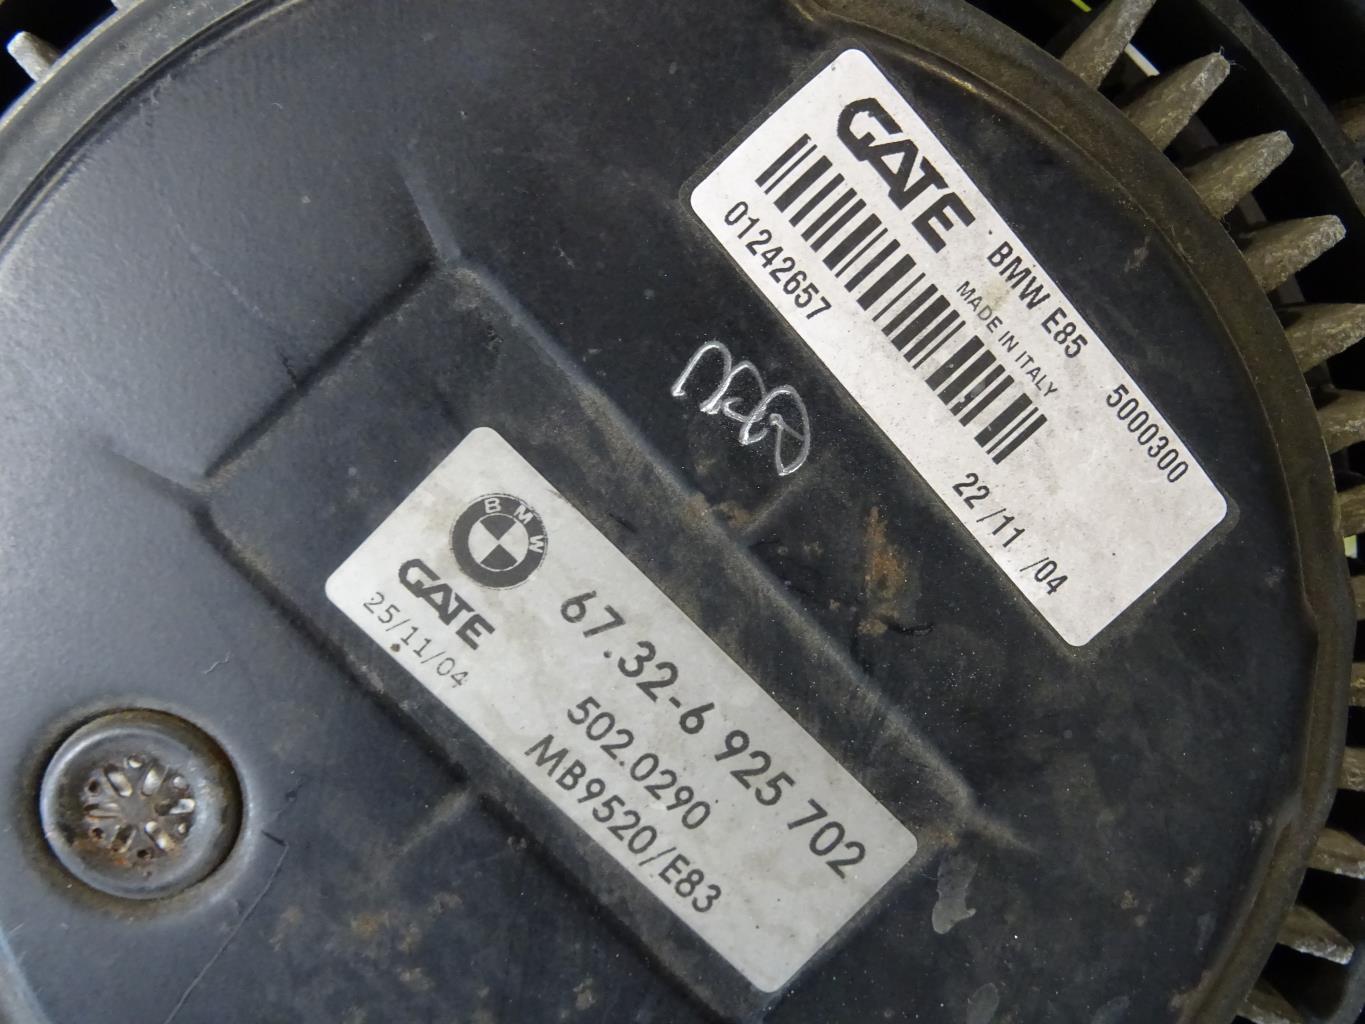 GATE BMW E85 5000300
MADE IN ITALY
01242657 22/11/04
BMW
GATE
25/11/04
67.32-6 925 702
502.0290
MB9520/E83